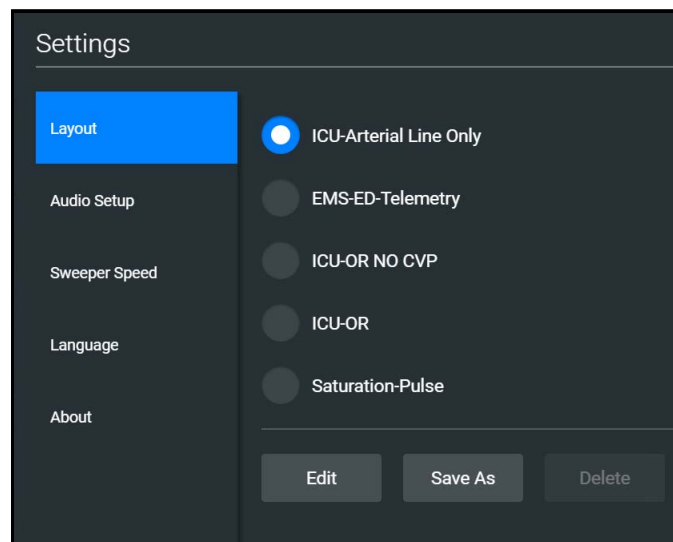 Settings
Layout
Audio Setup
Sweeper Speed
Language
About
ICU-Arterial Line Only
EMS-ED-Telemetry
ICU-OR NO CVP
ICU-OR
Saturation-Pulse
Edit
Save As
Delete